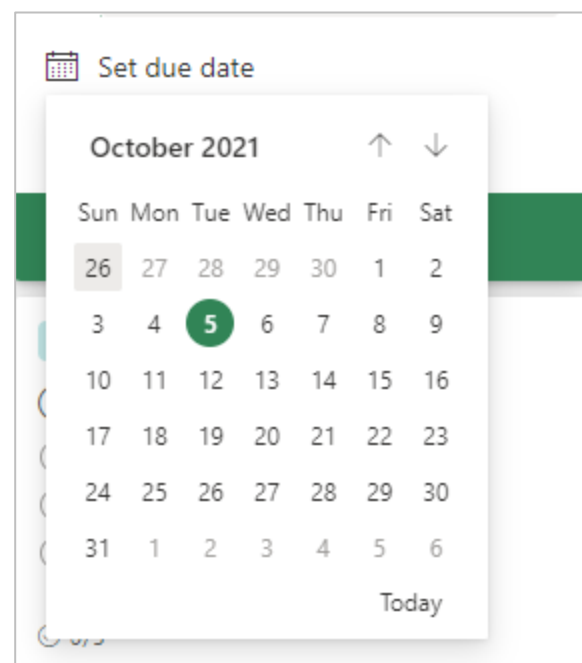 Set due date
October 2021
Sun Mon Tue Wed Thu Fri Sat
26 27 28 29 30 1 2
3 4 5 6 7 8 9
10 11 12 13 14 15 16
17 18 19 20 21 22 23
24 25 26 27 28 29 30
31 1 2 3 4 5 6
Today